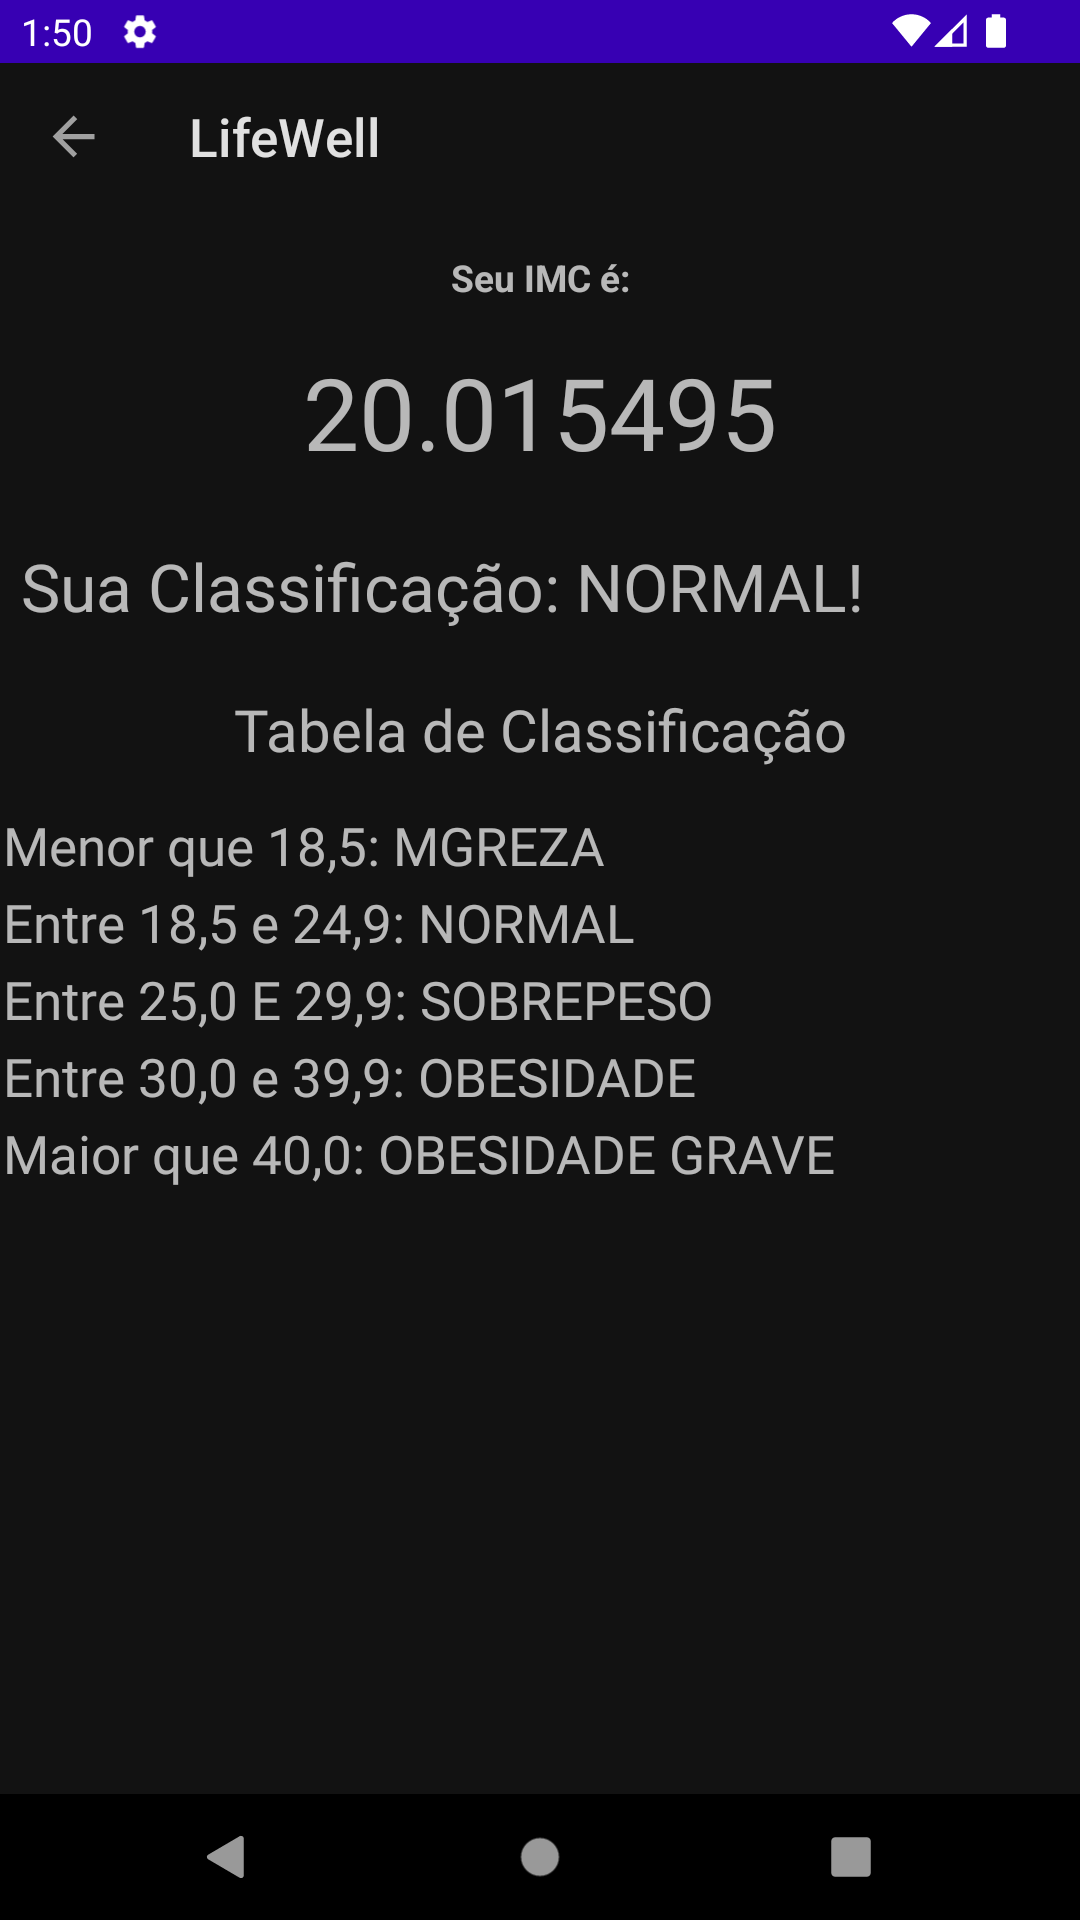 1:50
LifeWell
Seu IMC é:
20.015495
Sua Classificação: NORMAL!
Tabela de Classificação
Menor que 18,5: MGREZA
Entre 18,5 e 24,9: NORMAL
Entre 25,0 E 29,9: SOBREPESO
Entre 30,0 e 39,9: OBESIDADE
Maior que 40,0: OBESIDADE GRAVE